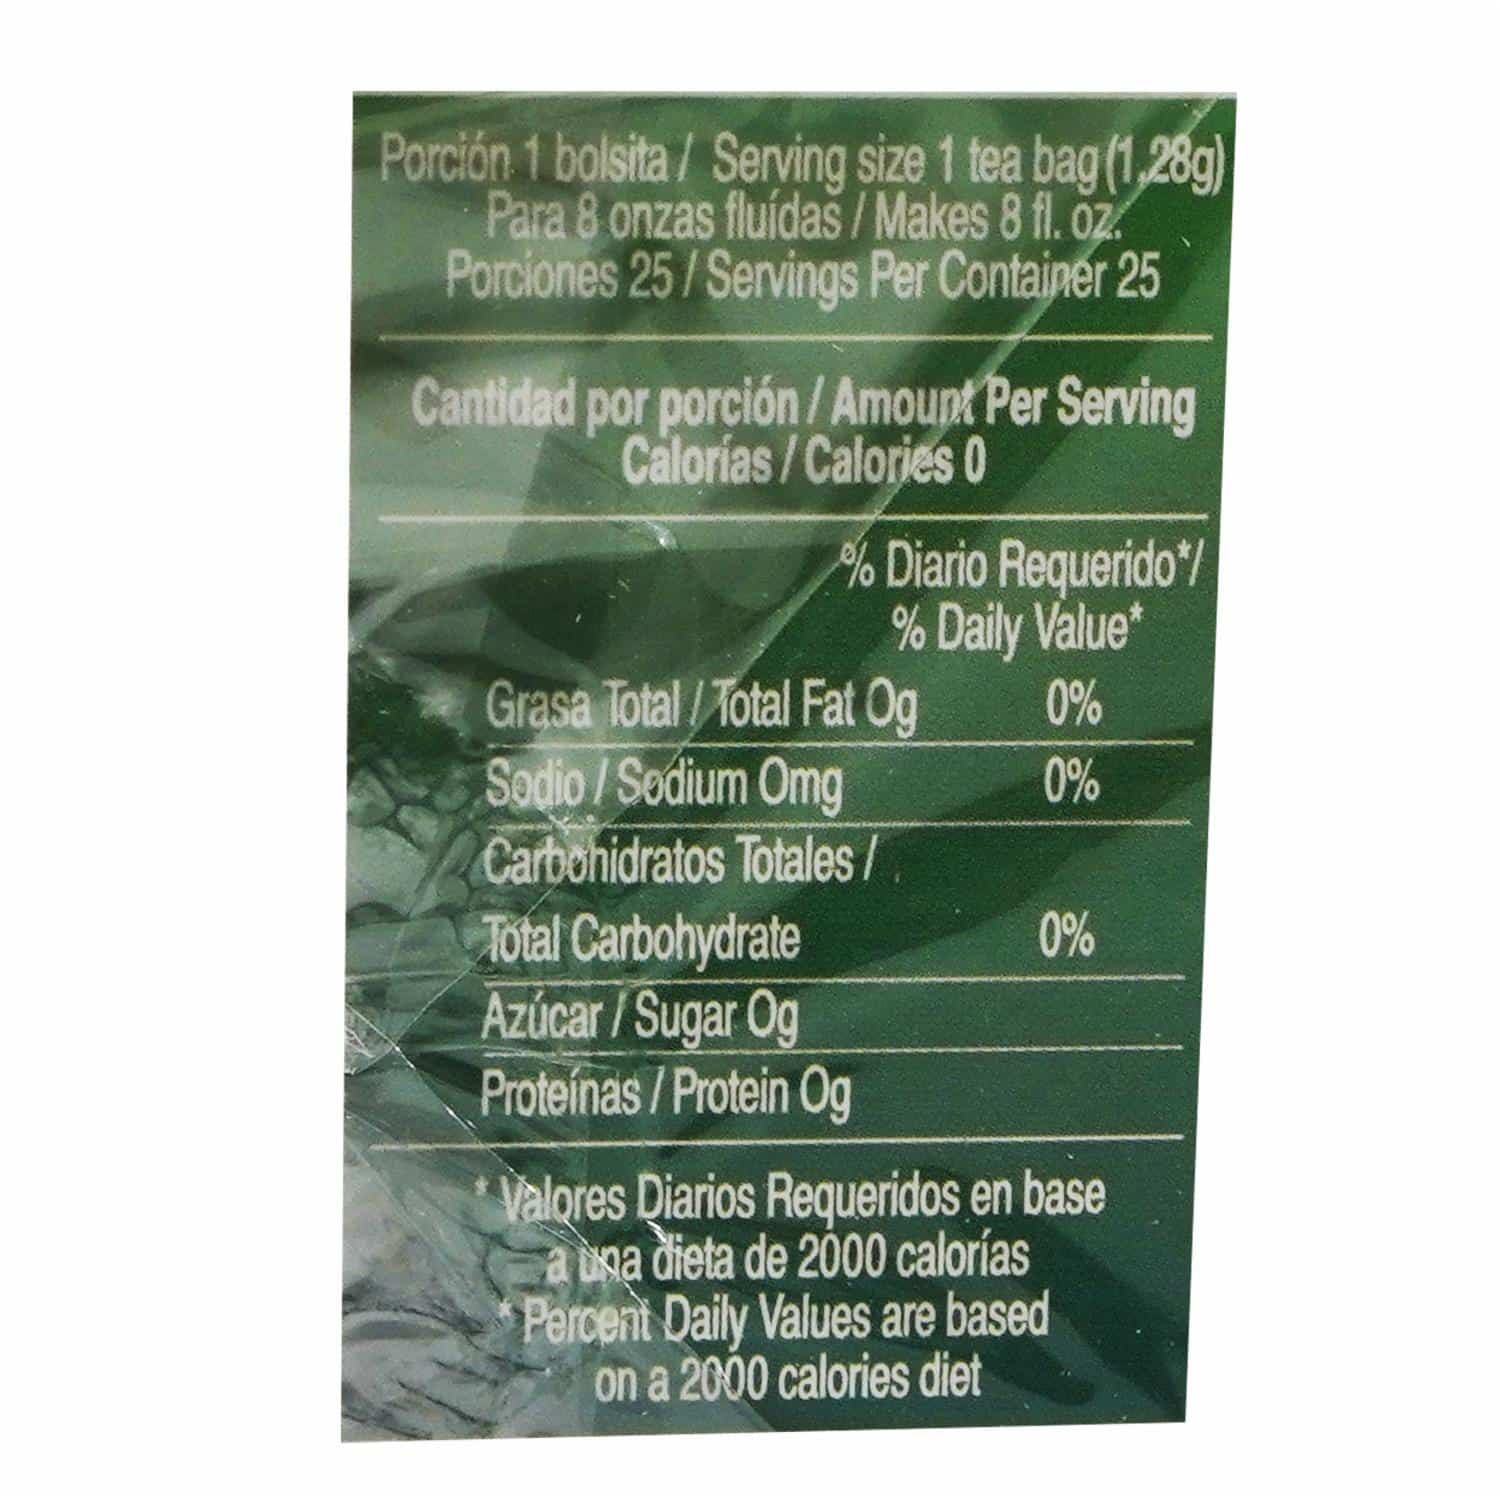 Porción 1 bolsita / Serving size 1 tea bag (1.28g)
Para 8 onzas fluídas / Makes 8 fl. oz.
Porciones 25 / Servings Per Container 25
Cantidad por porción / Amount Per Serving
Calorías / Calories 0
% Diario Requerido*/
% Daily Value*
Grasa Total / Total Fat 0g 0%
Sodio / Sodium 0mg 0%
Carbohidratos Totales /
Total Carbohydrate 0%
Azúcar / Sugar 0g
Proteínas / Protein 0g
* Valores Diarios Requeridos en base
a una dieta de 2000 calorías
* Percent Daily Values are based
on a 2000 calories diet